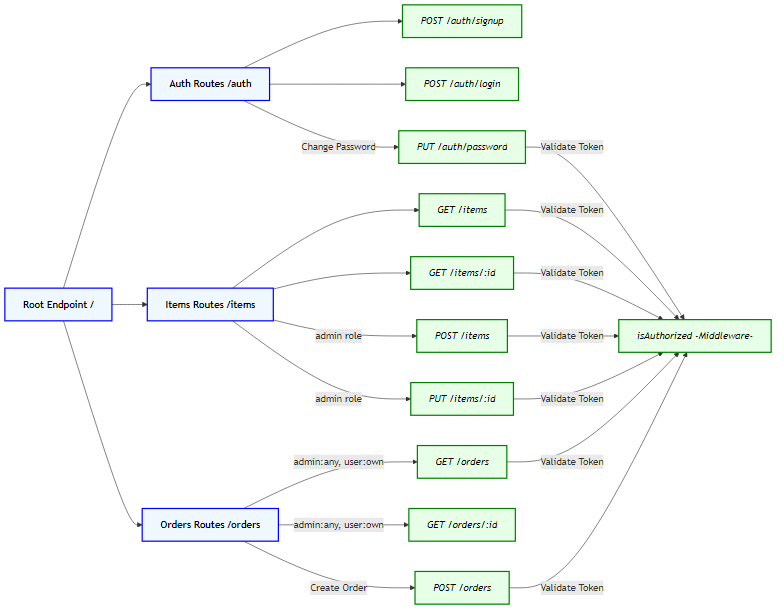 POST /auth/signup
Auth Routes /auth
POST /auth/login
Change Password
PUT /auth/password
Validate Token
GET /items
Validate Token
GET /items/:id
Validate Token
Root Endpoint /
Items Routes /items
admin role
POST /items
Validate Token
isAuthorized -Middleware-
admin role
PUT /items/:id
Validate Token
admin:any, user:own
GET /orders
Validate Token
Orders Routes /orders
admin:any, user:own
GET /orders/:id
Create Order
POST /orders
Validate Token